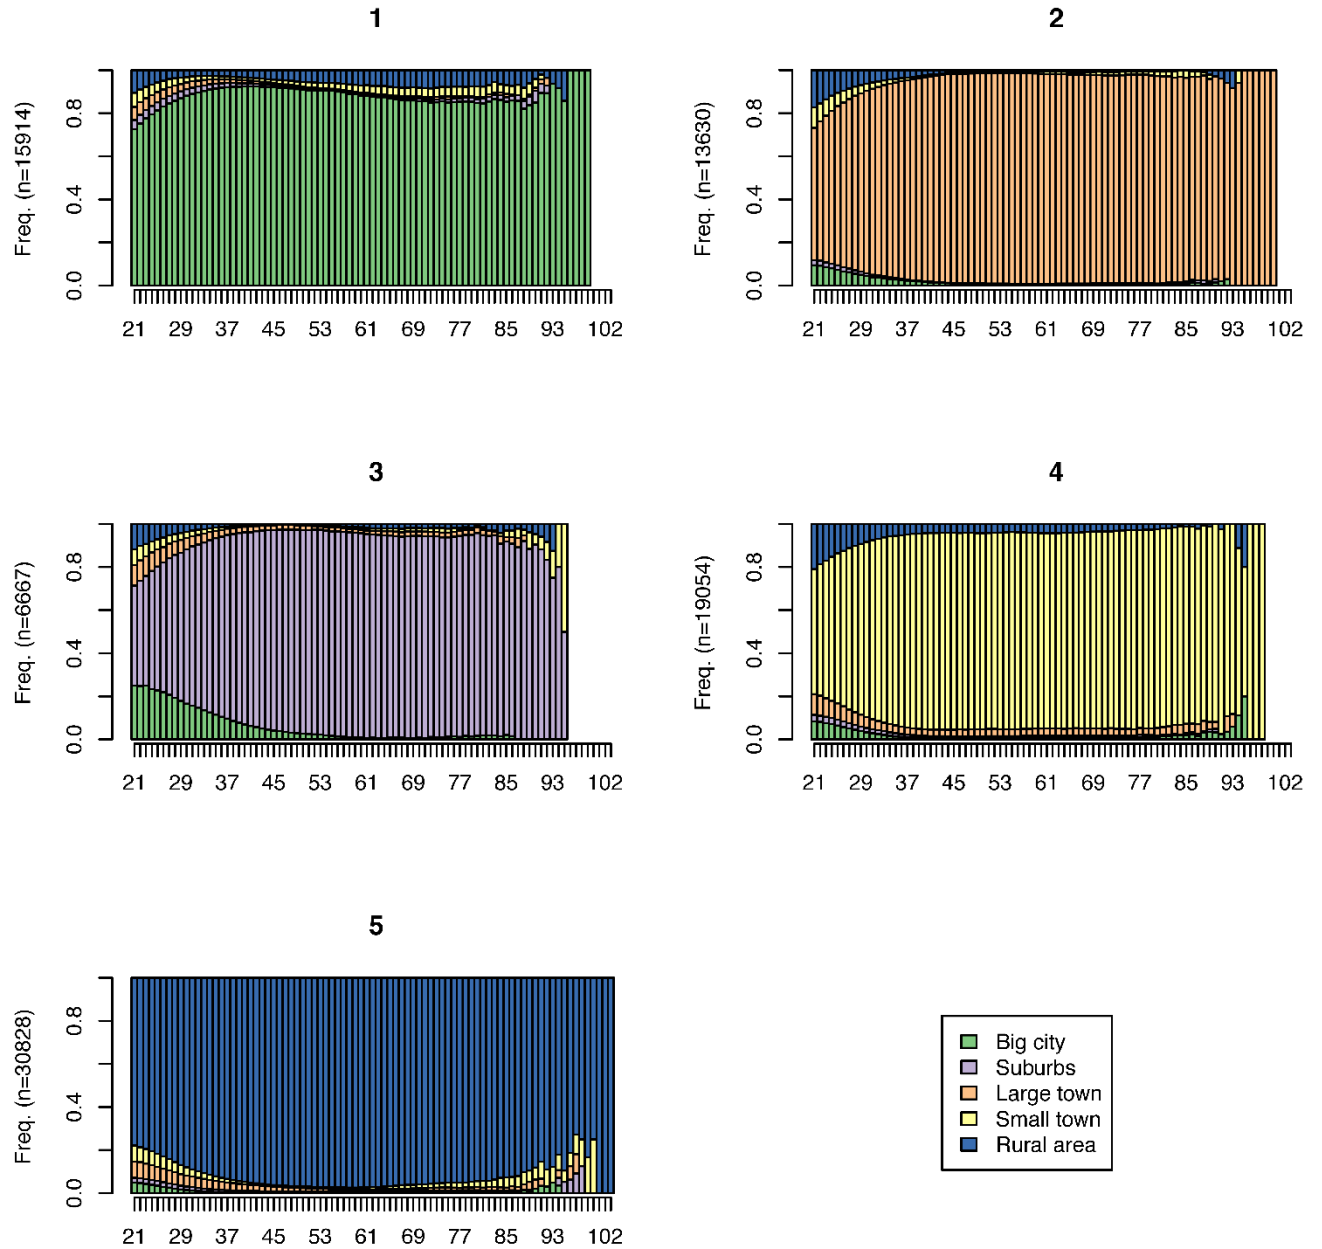 1
Freq. (n=15914)
0.0 0.4 0.8
21 29 37 45 53 61 69 77 85 93 102
2
Freq. (n=13630)
0.0 0.4 0.8
21 29 37 45 53 61 69 77 85 93 102
3
Freq. (n=6667)
0.0 0.4 0.8
21 29 37 45 53 61 69 77 85 93 102
4
Freq. (n=19054)
0.0 0.4 0.8
21 29 37 45 53 61 69 77 85 93 102
5
Freq. (n=30828)
0.0 0.4 0.8
21 29 37 45 53 61 69 77 85 93 102
Big city
Suburbs
Large town
Small town
Rural area